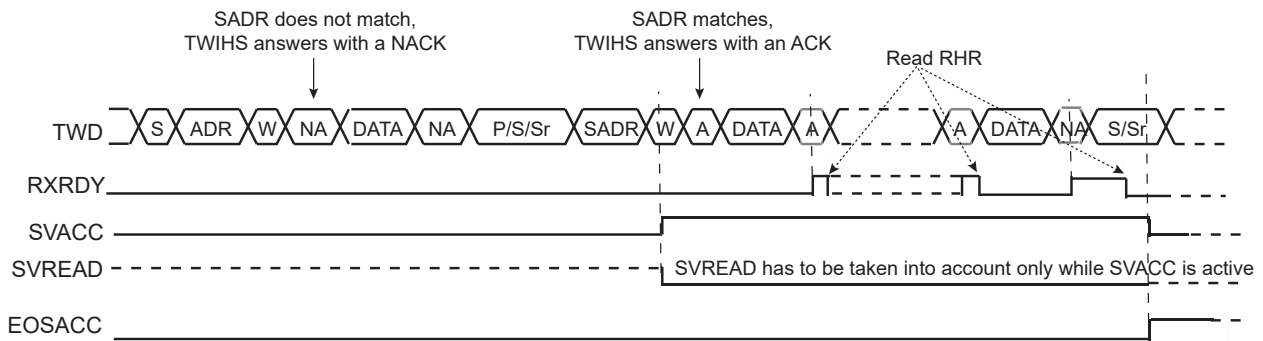 SADR does not match,
TWIHS answers with a NACK
SADR matches,
TWIHS answers with an ACK
Read RHR
TWD S ADR W NA DATA NA P/S/Sr SADR W A DATA A A DATA NA S/Sr
RXRDY
SVACC
SVREAD SVREAD has to be taken into account only while SVACC is active
EOSACC